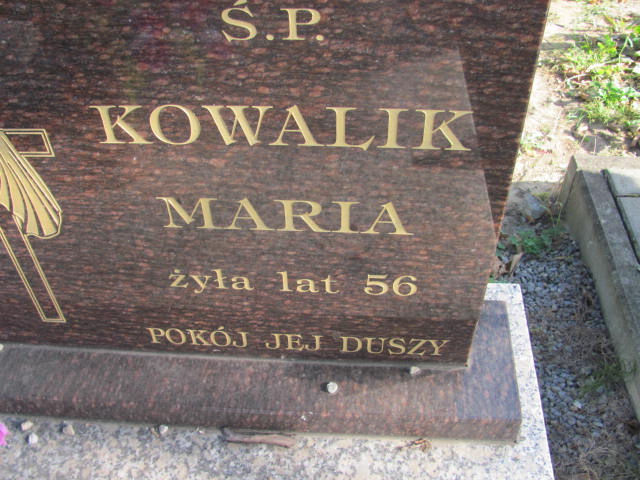 Ś.P.
KOWALIK
MARIA
żyła lat 56
POKÓJ JEJ DUSZY